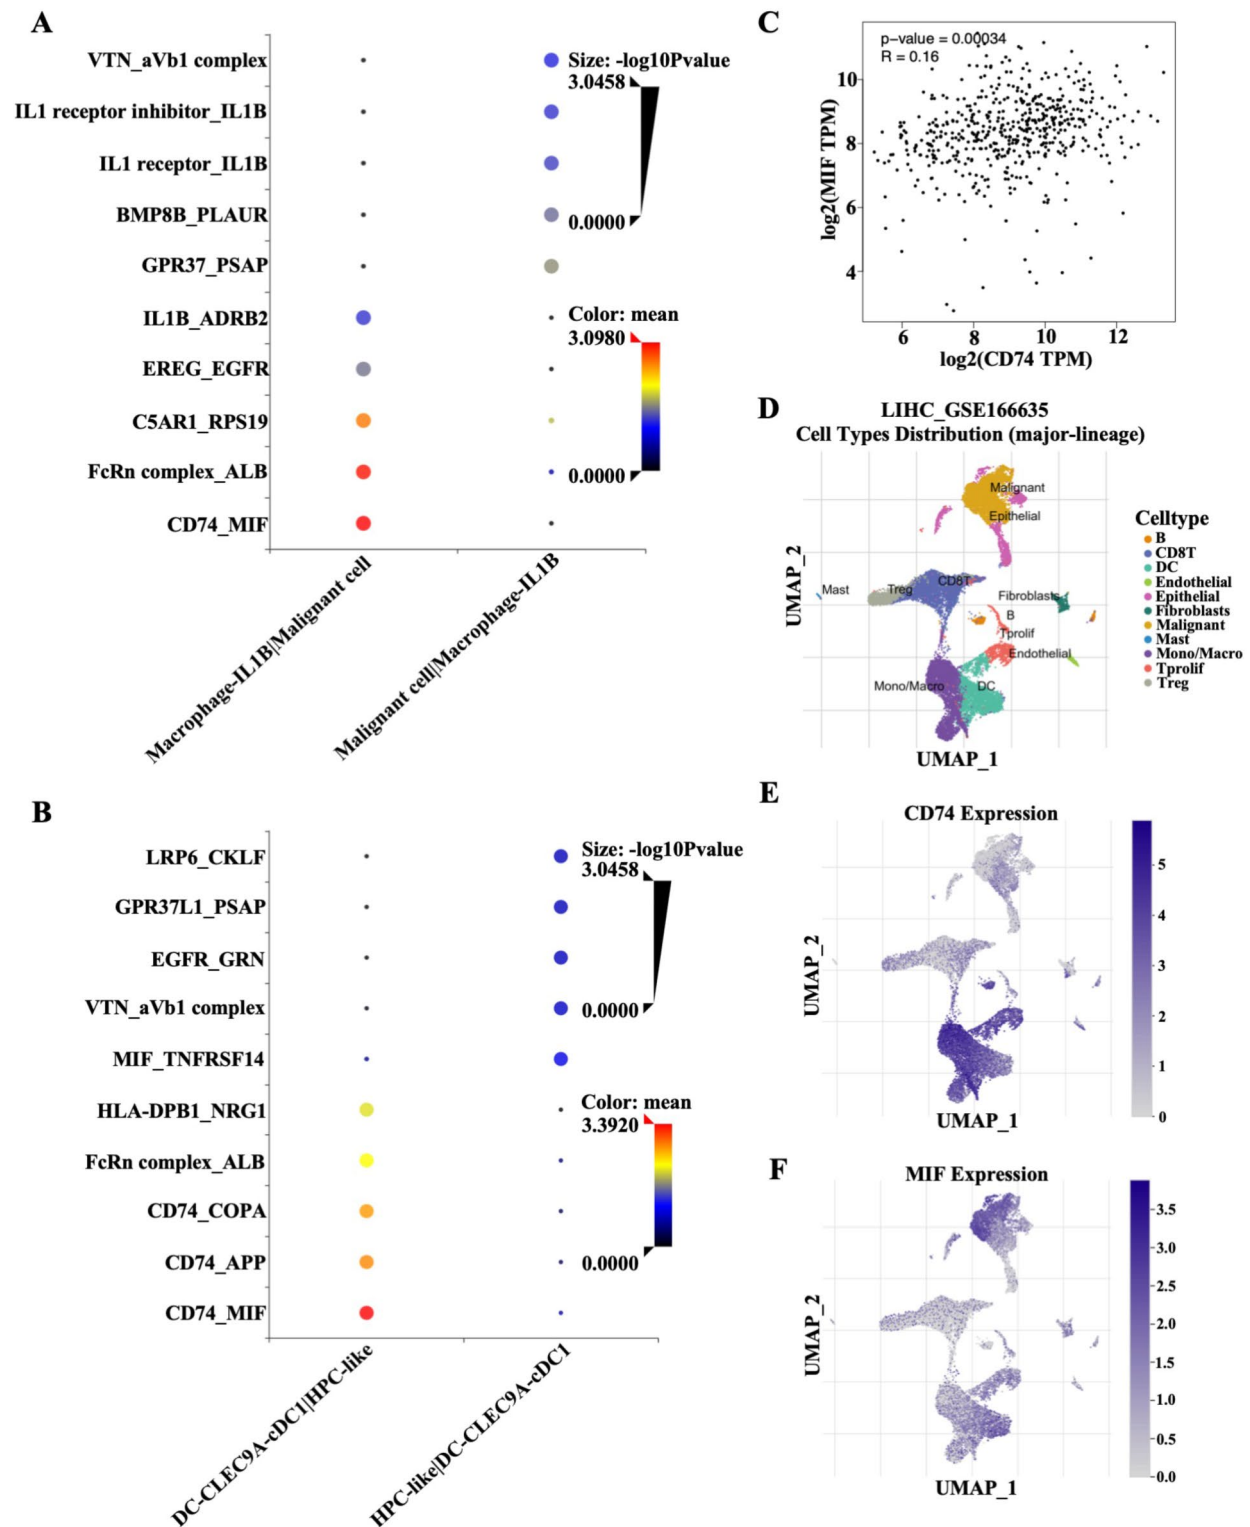 A
VTN_aVb1 complex
IL1 receptor inhibitor_IL1B
IL1 receptor_IL1B
BMP8B_PLAUR
GPR37_PSAP
IL1B_ADRB2
EREG_EGFR
C5AR1_RPS19
FcRn complex_ALB
CD74_MIF
Macrophage-IL1B|Malignant cell
Malignant cell|Macrophage-IL1B
Size: -log10Pvalue
3.0458
0.0000
Color: mean
3.0980
0.0000
B
LRP6_CKLF
GPR37L1_PSAP
EGFR_GRN
VTN_aVb1 complex
MIF_TNFRSF14
HLA-DPB1_NRG1
FcRn complex_ALB
CD74_COPA
CD74_APP
CD74_MIF
DC-CLEC9A-cDC1|HPC-like
HPC-like|DC-CLEC9A-cDC1
Size: -log10Pvalue
3.0458
0.0000
Color: mean
3.3920
0.0000
C
p-value = 0.00034
R = 0.16
log2(MIF TPM)
10
8
6
4
6 8 10 12
log2(CD74 TPM)
D
LIHC_GSE166635
Cell Types Distribution (major-lineage)
Malignant
Epithelial
CD8T
Treg
Mast
Fibroblasts
B
Tprolif
Endothelial
Mono/Macro
DC
UMAP_2
UMAP_1
Celltype
B
CD8T
DC
Endothelial
Epithelial
Fibroblasts
Malignant
Mast
Mono/Macro
Tprolif
Treg
E
CD74 Expression
UMAP_2
UMAP_1
5
4
3
2
1
0
F
MIF Expression
UMAP_2
UMAP_1
3.5
3.0
2.5
2.0
1.5
1.0
0.5
0.0